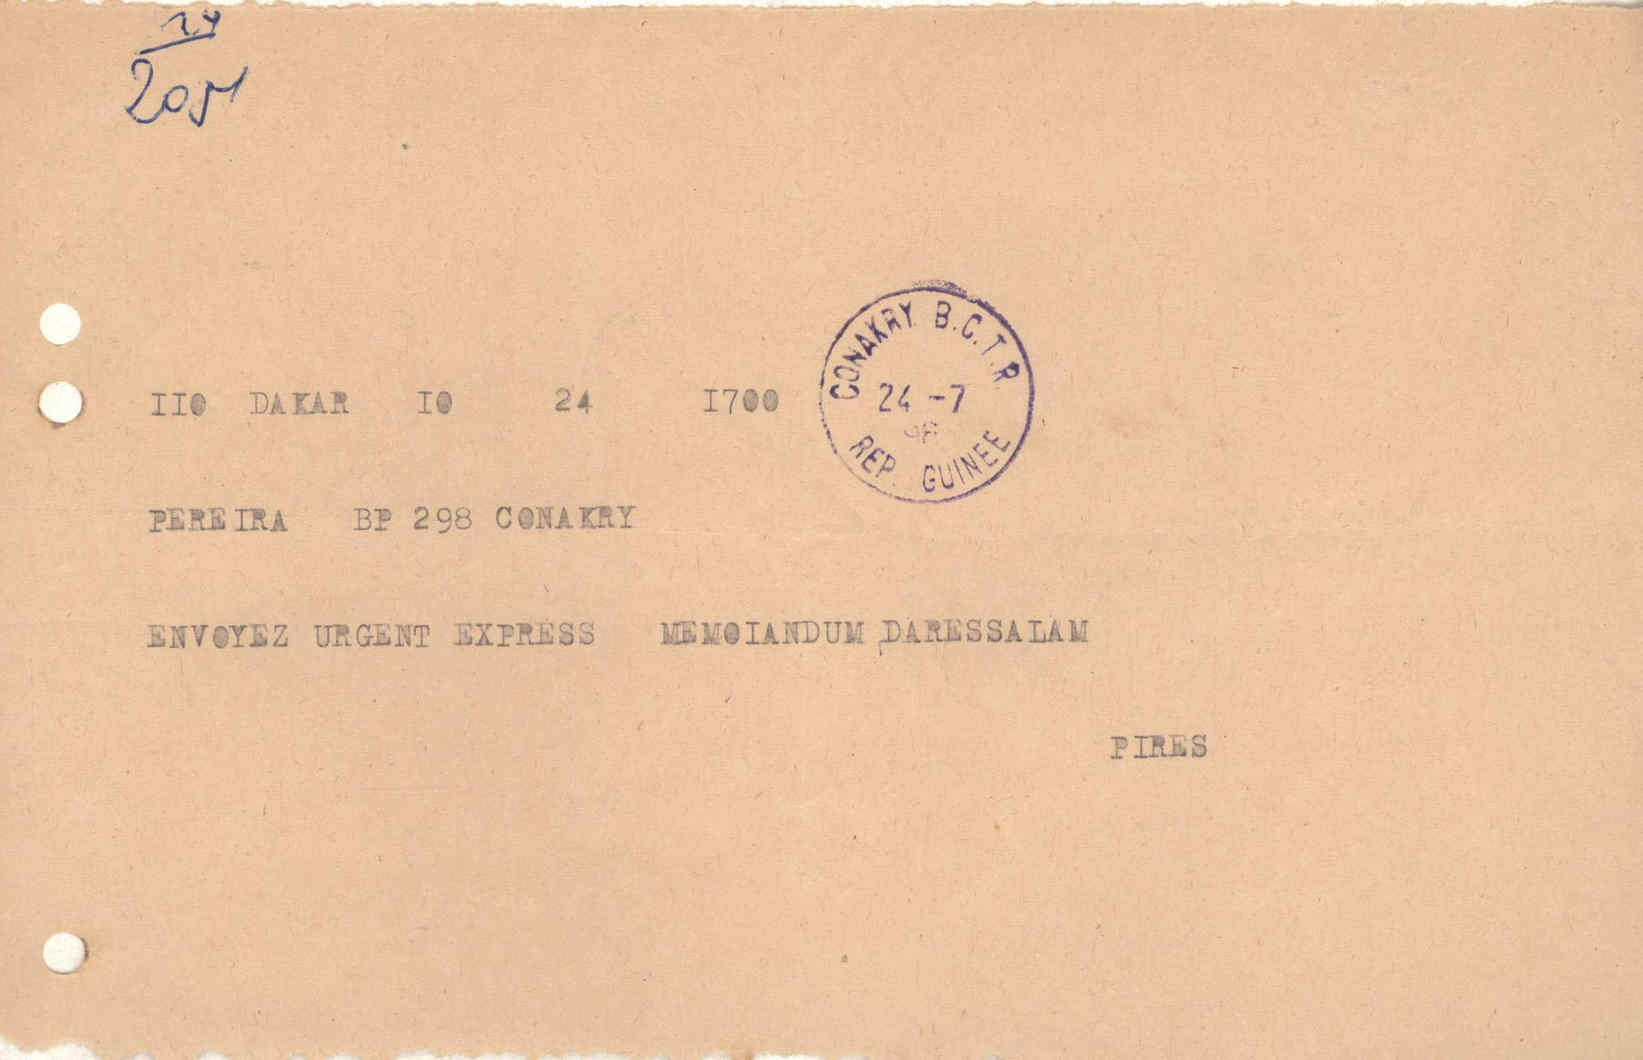 2051
IIO DAKAR IO 24 I700
CONAKRY B.C.T.R.
24 -7
REP. GUINEE
PEREIRA BP 298 CONAKRY
ENVOYEZ URGENT EXPRESS MEMOIANDUM DARESSALAM
PIRES